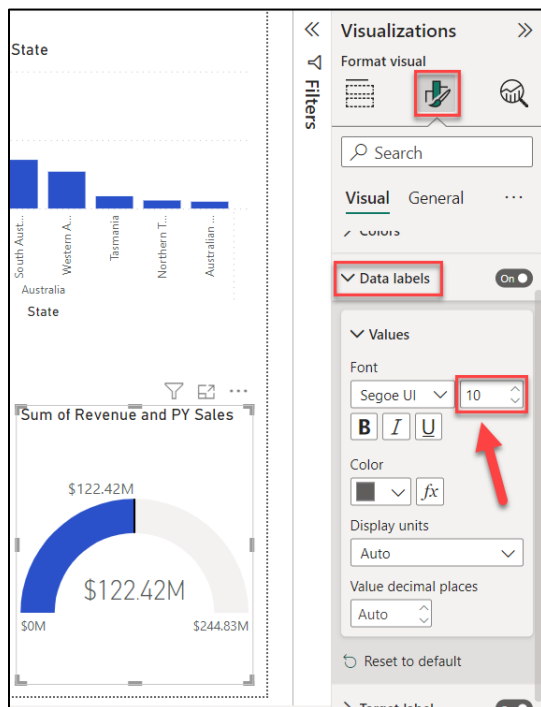 State
South Aust...
Western A...
Tasmania
Northern T...
Australian ...
Australia
State
Sum of Revenue and PY Sales
$122.42M
$122.42M
$0M
$244.83M
Filters
Visualizations
Format visual
Search
Visual General ...
Colors
Data labels On
Values
Font
Segoe UI 10
B I U
Color
fx
Display units
Auto
Value decimal places
Auto
Reset to default
Target label